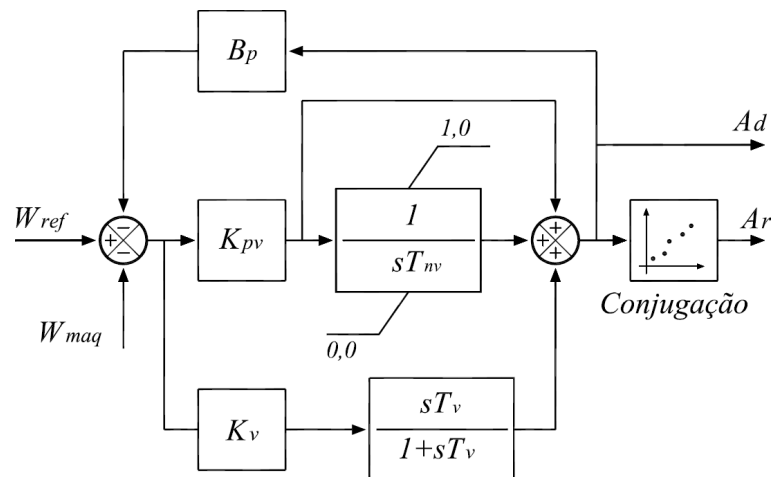 Bp
Ad
1,0
Wref
Kpv
1
sTnv
Ar
Conjugação
0,0
Wmaq
Kv
sTv
1+sTv